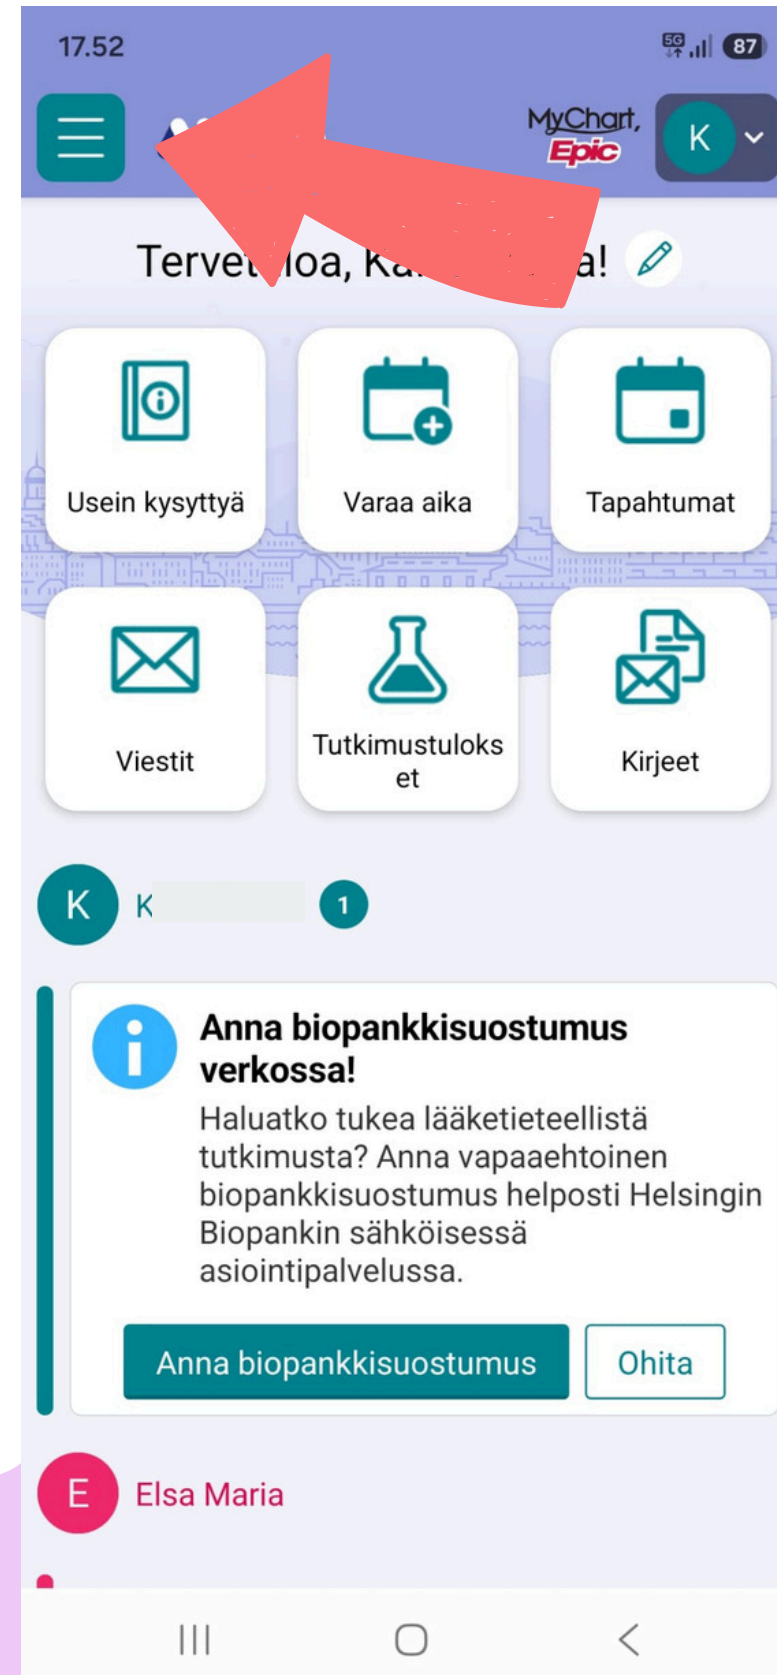 17.52
5G
87
MyChart
Epic
K
a!
Usein kysyttyä
Varaa aika
Tapahtumat
Viestit
Tutkimustuloks
et
Kirjeet
K
K
1
Anna biopankkisuostumus
verkossa!
Haluatko tukea lääketieteellistä
tutkimusta? Anna vapaaehtoinen
biopankkisuostumus helposti Helsingin
Biopankin sähköisessä
asiointipalvelussa.
Anna biopankkisuostumus
Ohita
E
Elsa Maria